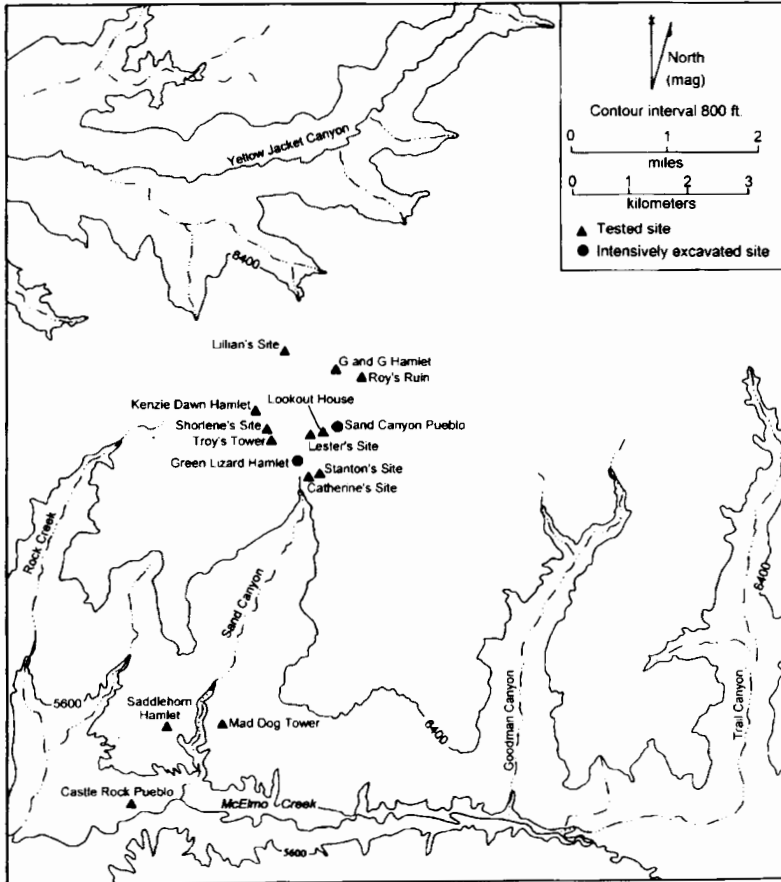 North
(mag)
Contour interval 800 ft.
0 1 2
miles
0 1 2 3
kilometers
Tested site
Intensively excavated site
Yellow Jacket Canyon
6400
Lillian's Site
G and G Hamlet
Roy's Ruin
Lookout House
Kenzie Dawn Hamlet
Shorlene's Site
Sand Canyon Pueblo
Troy's Tower
Lester's Site
Green Lizard Hamlet
Stanton's Site
Catherine's Site
Rock Creek
Sand Canyon
6400
5600
Saddlehorn
Hamlet
Mad Dog Tower
6400
Goodman Canyon
Trail Canyon
Castle Rock Pueblo
McElmo Creek
5600